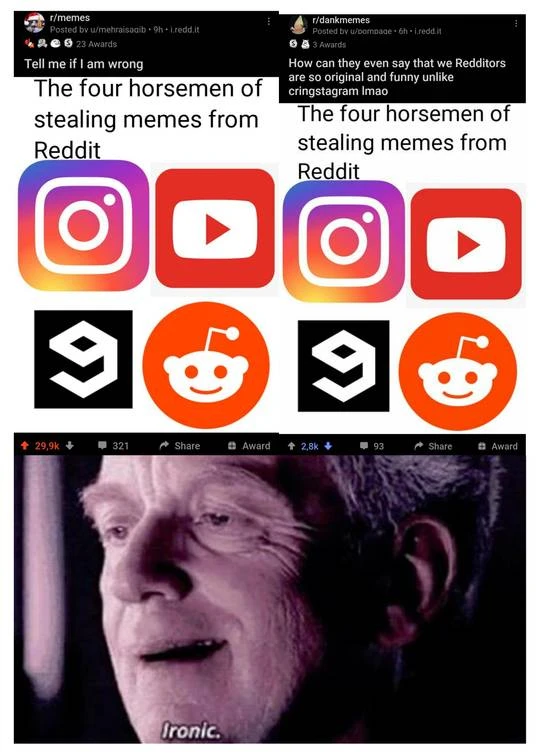 r/memes
Posted by u/mehraisaqib • 9h • i.redd.it
23 Awards
Tell me if I am wrong
The four horsemen of
stealing memes from
Reddit
29,9k
321
Share
Award
r/dankmemes
Posted by u/pompage • 6h • i.redd.it
3 Awards
How can they even say that we Redditors
are so original and funny unlike
cringstagram lmao
The four horsemen of
stealing memes from
Reddit
2,8k
93
Share
Award
Ironic.